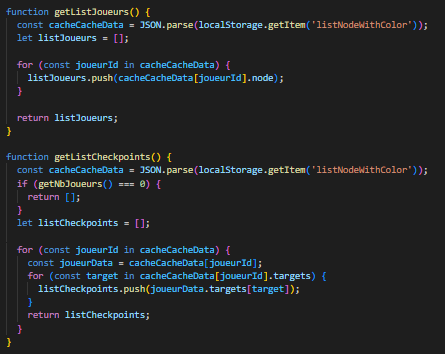 function getListJoueurs() {
const cacheCacheData = JSON.parse(localStorage.getItem('listNodeWithColor'));
let listJoueurs = [];
for (const joueurId in cacheCacheData) {
listJoueurs.push(cacheCacheData[joueurId].node);
}
return listJoueurs;
}
function getListCheckpoints() {
const cacheCacheData = JSON.parse(localStorage.getItem('listNodeWithColor'));
if (getNbJoueurs() === 0) {
return [];
}
let listCheckpoints = [];
for (const joueurId in cacheCacheData) {
const joueurData = cacheCacheData[joueurId];
for (const target in cacheCacheData[joueurId].targets) {
listCheckpoints.push(joueurData.targets[target]);
}
return listCheckpoints;
}
}